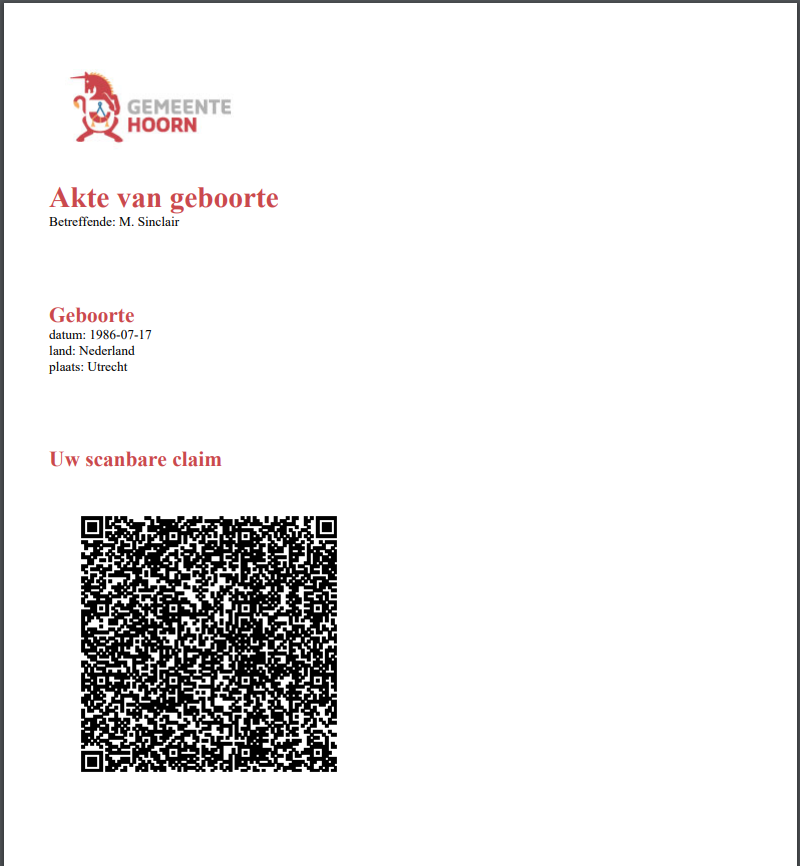 GEMEENTE
HOORN
Akte van geboorte
Betreffende: M. Sinclair
Geboorte
datum: 1986-07-17
land: Nederland
plaats: Utrecht
Uw scanbare claim